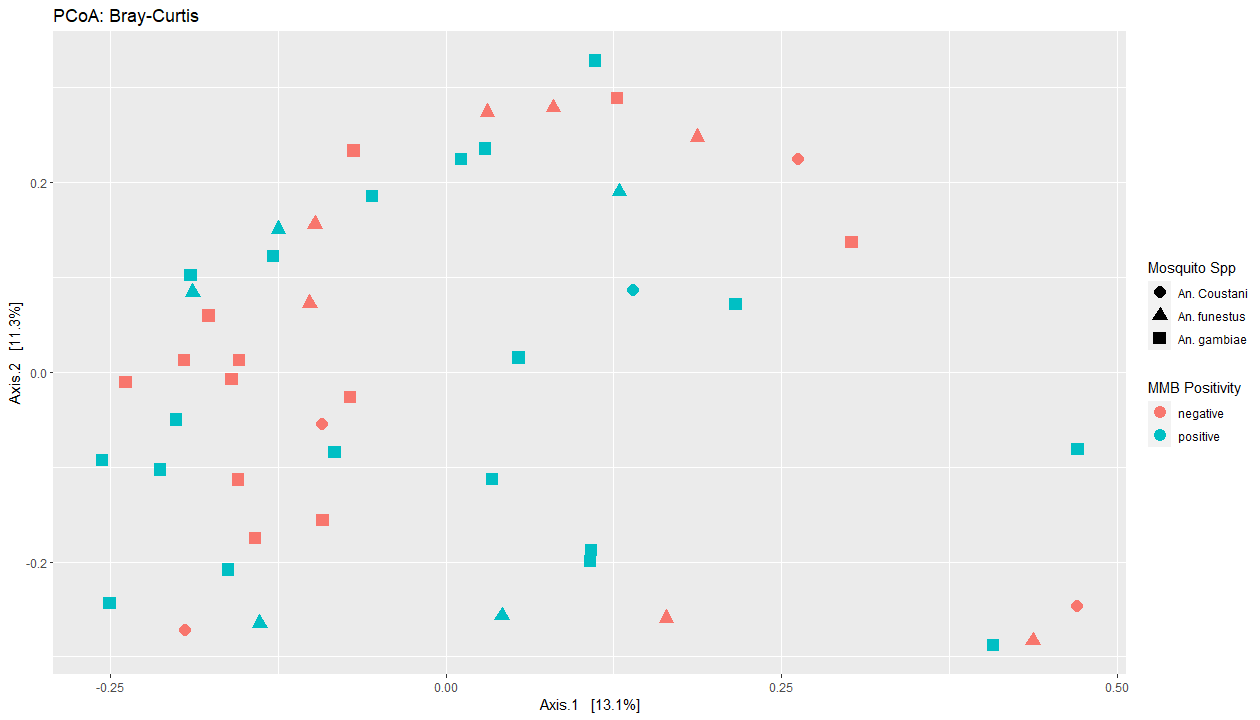 PCoA: Bray-Curtis
Axis.2   [11.3%]
0.2
0.0
-0.2
-0.25
0.00
0.25
0.50
Axis.1   [13.1%]
Mosquito Spp
An. Coustani
An. funestus
An. gambiae
MMB Positivity
negative
positive